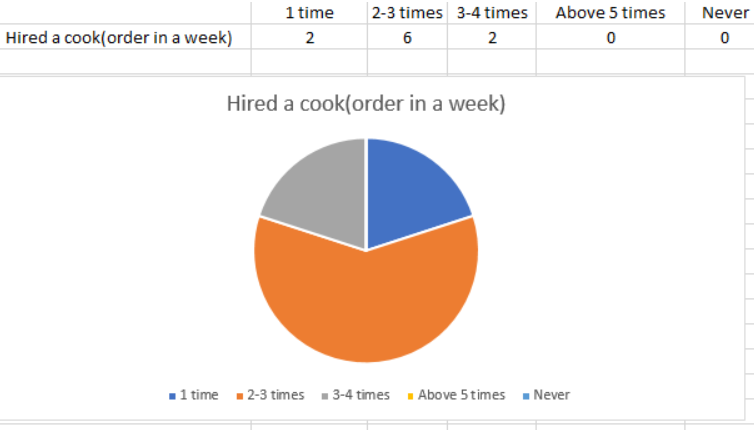 1 time 2-3 times 3-4 times Above 5 times Never
Hired a cook(order in a week) 2 6 2 0 0
Hired a cook(order in a week)
1 time 2-3 times 3-4 times Above 5 times Never